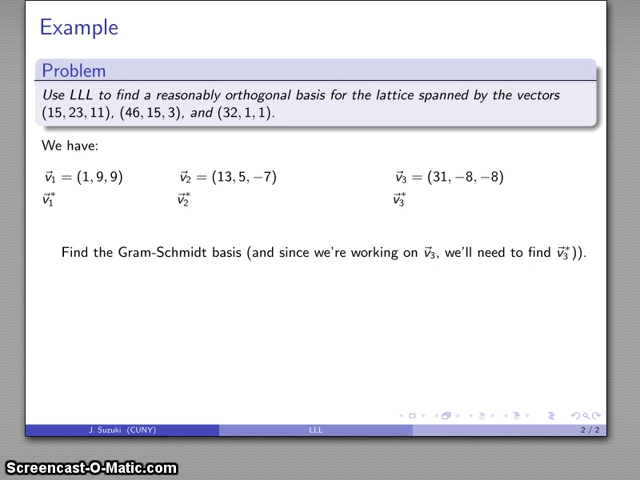 Example
Problem
Use LLL to find a reasonably orthogonal basis for the lattice spanned by the vectors
(15, 23, 11), (46, 15, 3), and (32, 1, 1).
We have:
v⃗₁ = (1, 9, 9) v⃗₂ = (13, 5, −7) v⃗₃ = (31, −8, −8)
v⃗₁* v⃗₂* v⃗₃*
Find the Gram-Schmidt basis (and since we're working on v⃗₃, we'll need to find v⃗₃*)).
J. Suzuki (CUNY) LLL 2 / 2
Screencast-O-Matic.com